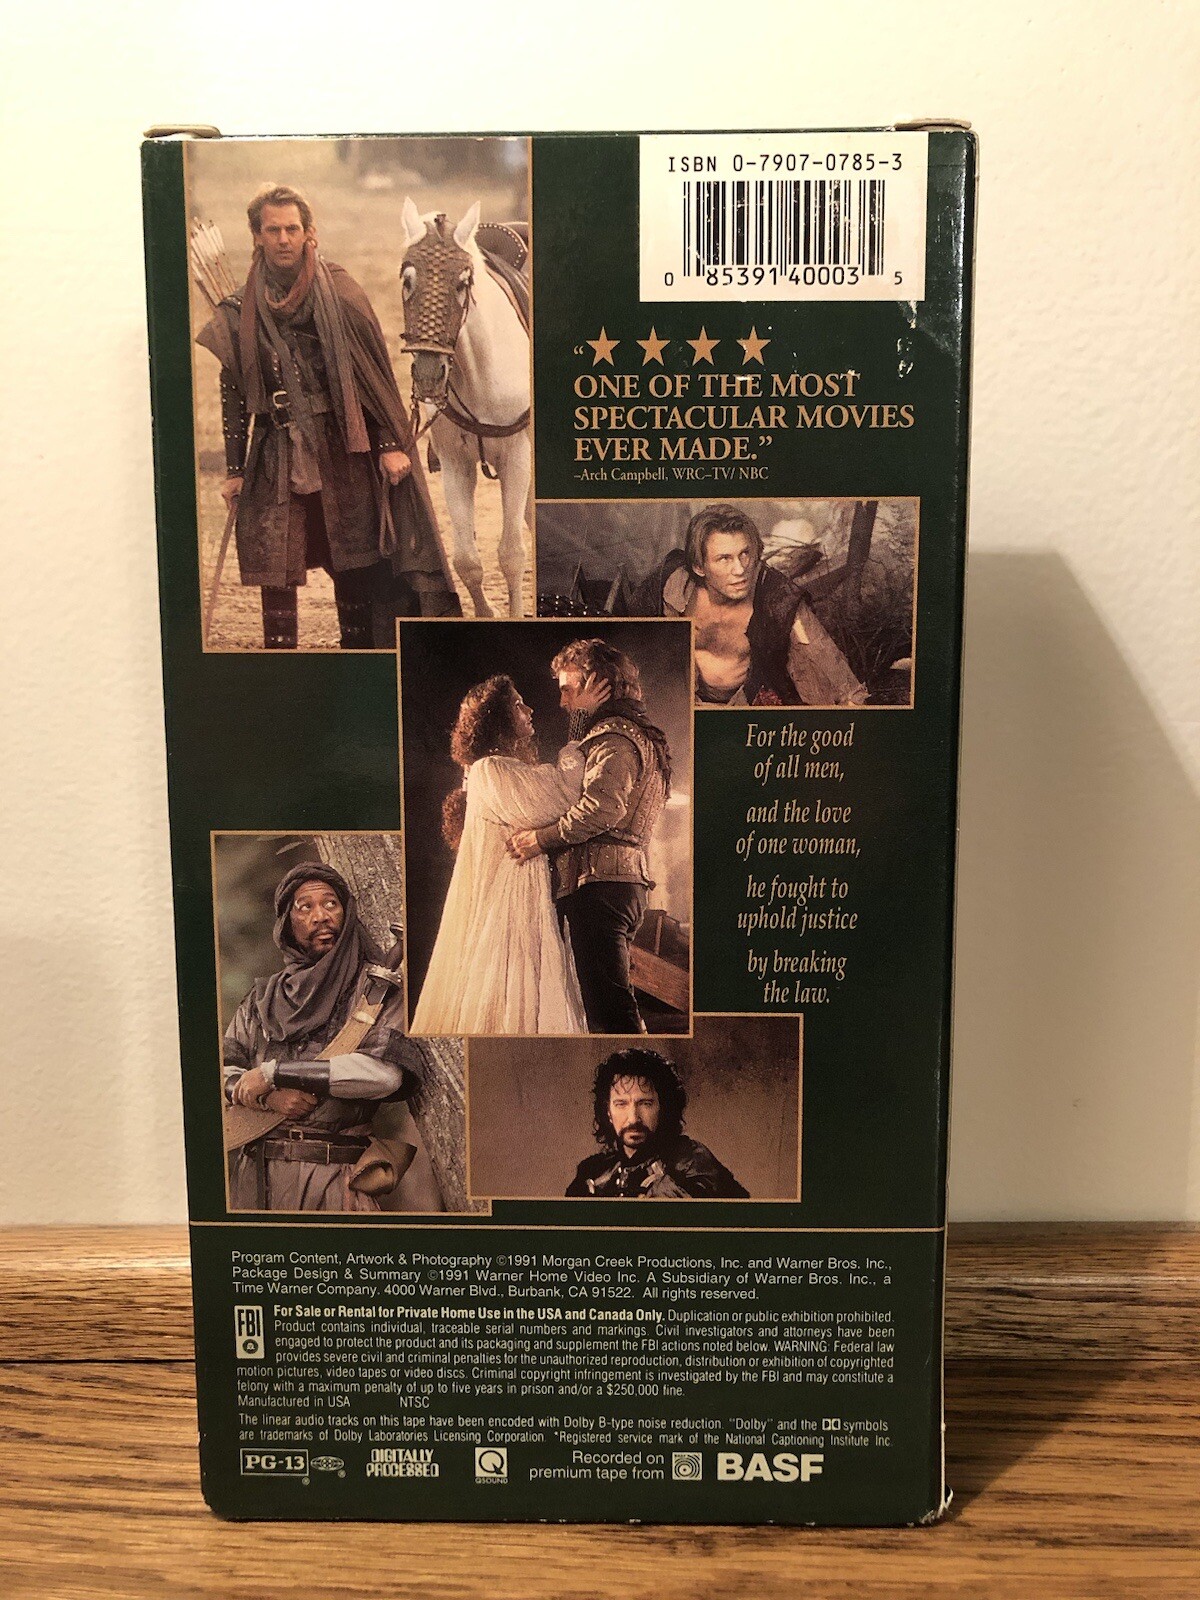 ISBN 0-7907-0785-3
0 85391 40003 5
“★ ★ ★ ★
ONE OF THE MOST
SPECTACULAR MOVIES
EVER MADE.”
–Arch Campbell, WRC–TV/ NBC
For the good
of all men,
and the love
of one woman,
he fought to
uphold justice
by breaking
the law.
Program Content, Artwork & Photography ©1991 Morgan Creek Productions, Inc. and Warner Bros. Inc.,
Package Design & Summary ©1991 Warner Home Video Inc. A Subsidiary of Warner Bros. Inc., a
Time Warner Company. 4000 Warner Blvd., Burbank, CA 91522. All rights reserved.
FBI
For Sale or Rental for Private Home Use in the USA and Canada Only. Duplication or public exhibition prohibited.
Product contains individual, traceable serial numbers and markings. Civil investigators and attorneys have been
engaged to protect the product and its packaging and supplement the FBI actions noted below. WARNING: Federal law
provides severe civil and criminal penalties for the unauthorized reproduction, distribution or exhibition of copyrighted
motion pictures, video tapes or video discs. Criminal copyright infringement is investigated by the FBI and may constitute a
felony with a maximum penalty of up to five years in prison and/or a $250,000 fine.
Manufactured in USA NTSC
The linear audio tracks on this tape have been encoded with Dolby B-type noise reduction. "Dolby" and the DD symbols
are trademarks of Dolby Laboratories Licensing Corporation. *Registered service mark of the National Captioning Institute Inc.
PG-13 ® ®
DIGITALLY
PROCESSED
Q
QSOUND
Recorded on
premium tape from BASF